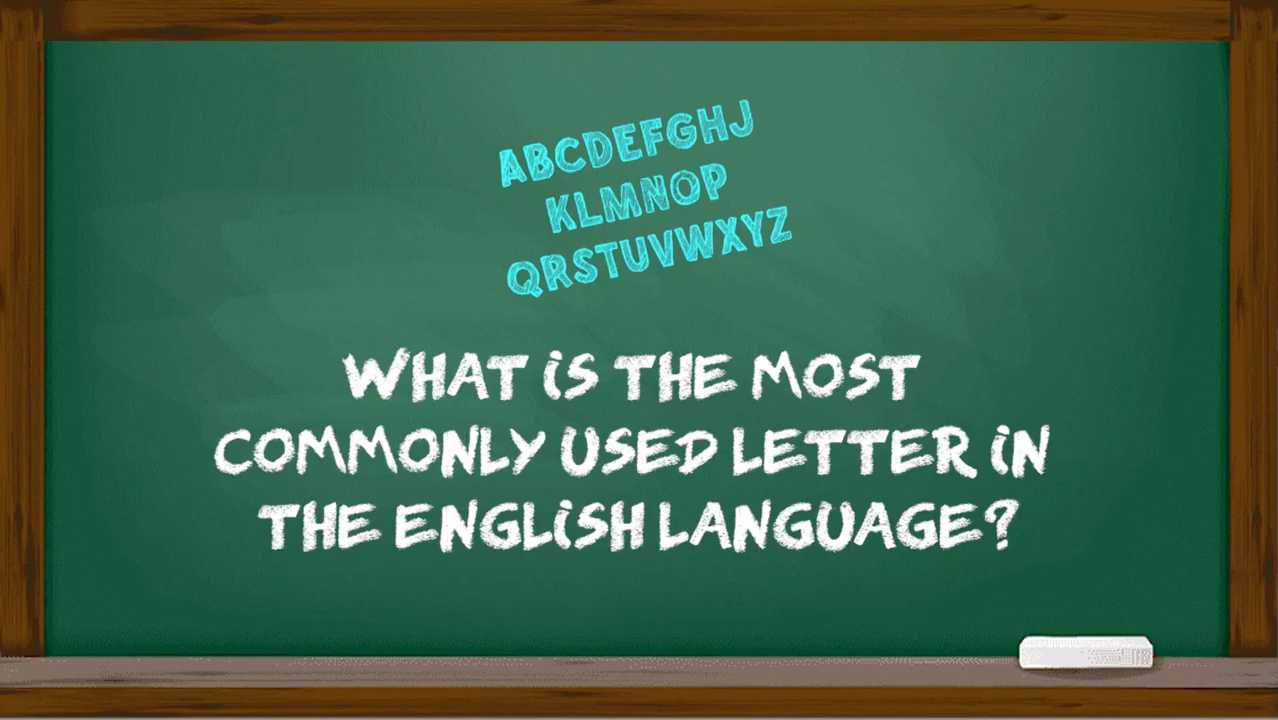 ABCDEFGHJ
KLMNOP
QRSTUVWXYZ
WHAT iS THE MOST
COMMONLY USED LETTER iN
THE ENGLiSH LANGUAGE?